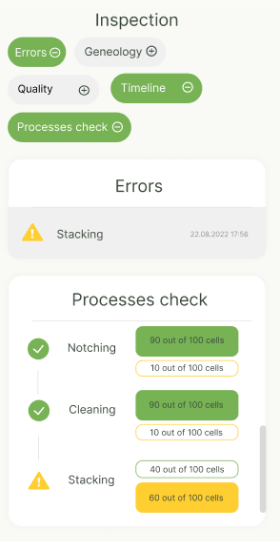 Inspection
Errors
Geneology
Quality
Timeline
Processes check
Errors
Stacking 22.08.2022 17:56
Processes check
Notching
90 out of 100 cells
10 out of 100 cells
Cleaning
90 out of 100 cells
10 out of 100 cells
Stacking
40 out of 100 cells
60 out of 100 cells